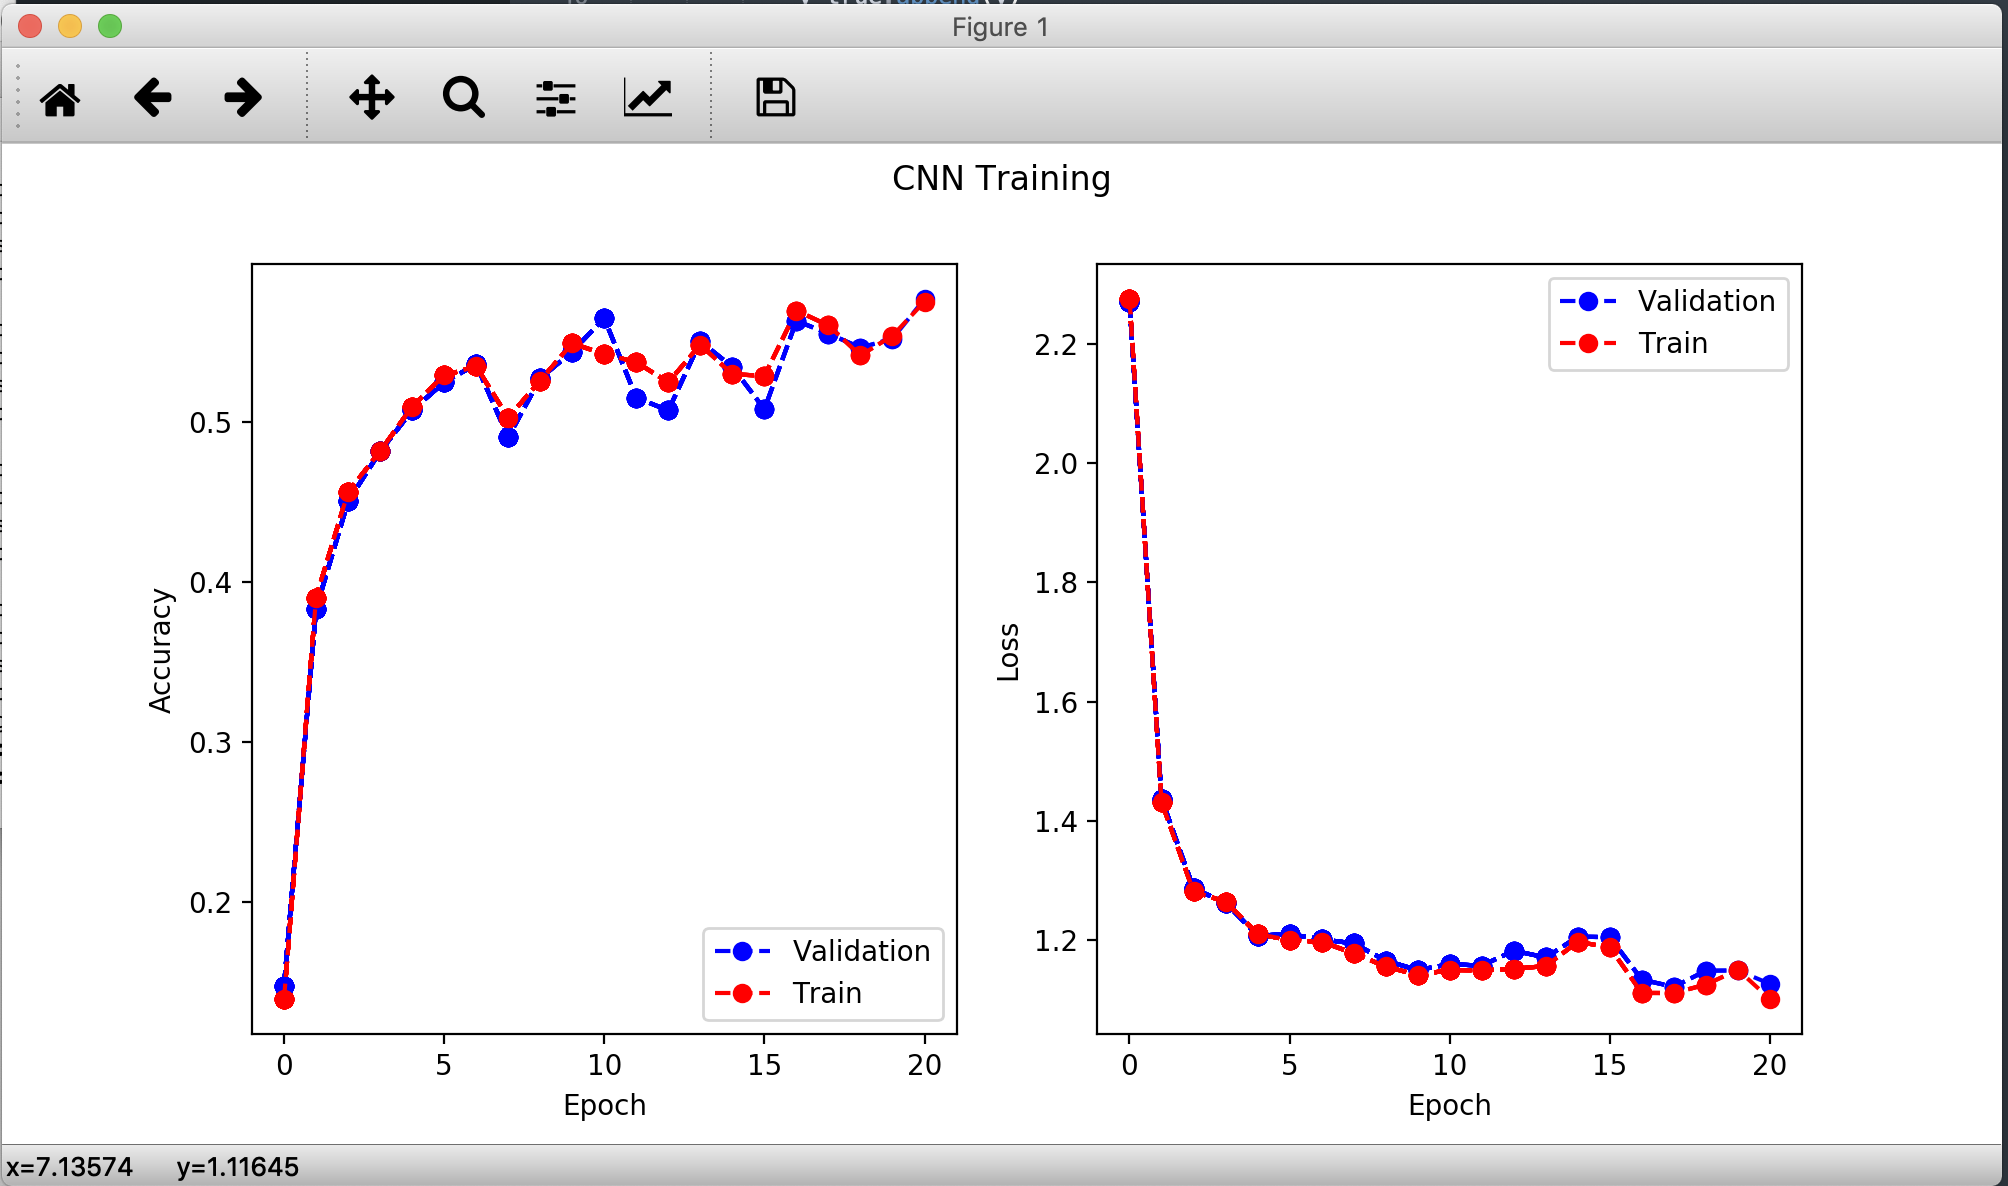 Figure 1
CNN Training
0.5
0.4
0.3
0.2
Accuracy
Validation
Train
0 5 10 15 20
Epoch
2.2
2.0
1.8
1.6
1.4
1.2
Loss
Validation
Train
0 5 10 15 20
Epoch
x=7.13574 y=1.11645